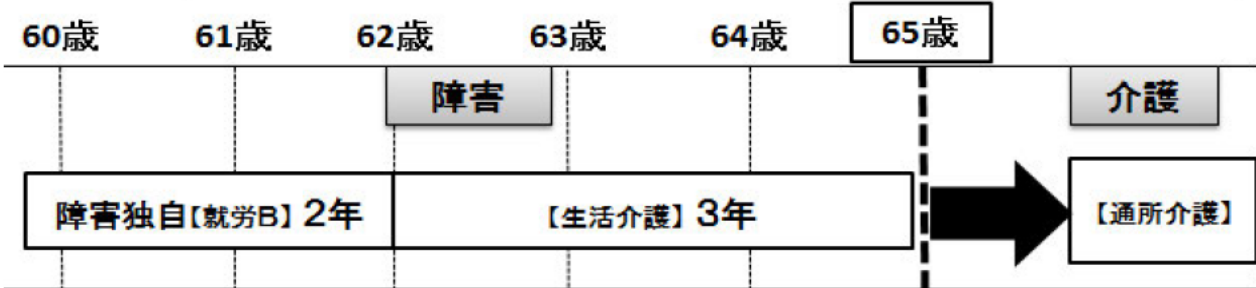 60歳 61歳 62歳 63歳 64歳 65歳
障害 介護
障害独自【就労B】2年 【生活介護】3年 【通所介護】